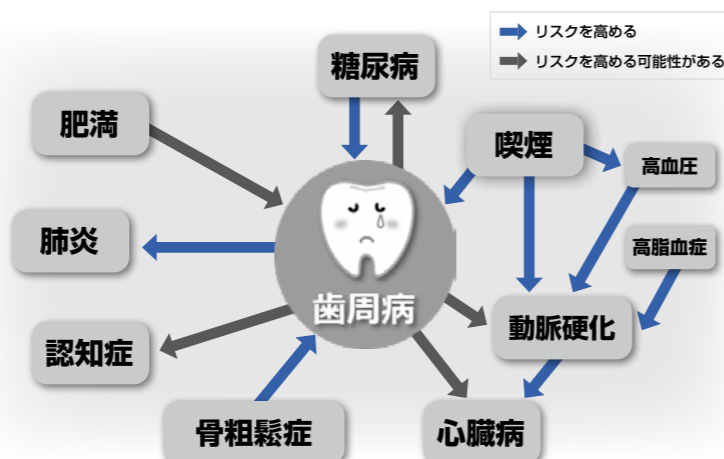 リスクを高める
リスクを高める可能性がある
糖尿病
肥満
喫煙
高血圧
肺炎
高脂血症
歯周病
動脈硬化
認知症
骨粗鬆症
心臓病